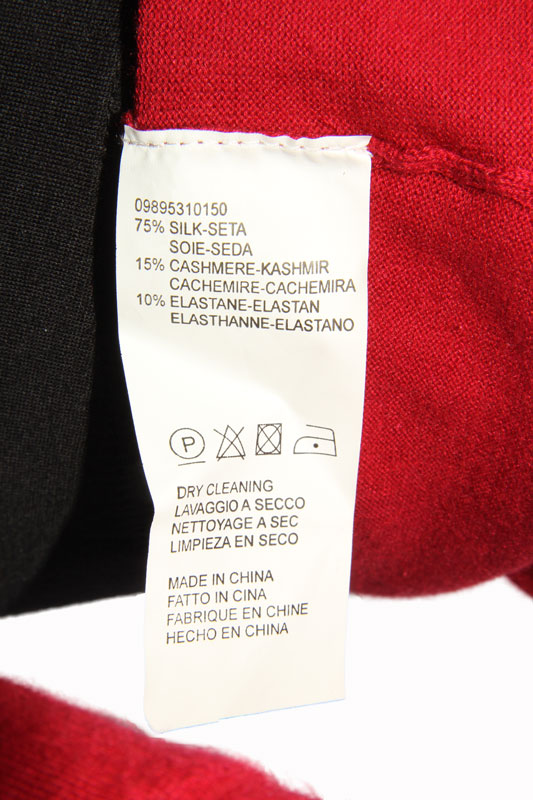 09895310150
75% SILK-SETA
SOIE-SEDA
15% CASHMERE-KASHMIR
CACHEMIRE-CACHEMIRA
10% ELASTANE-ELASTAN
ELASTHANNE-ELASTANO
P
DRY CLEANING
LAVAGGIO A SECCO
NETTOYAGE A SEC
LIMPIEZA EN SECO
MADE IN CHINA
FATTO IN CINA
FABRIQUE EN CHINE
HECHO EN CHINA